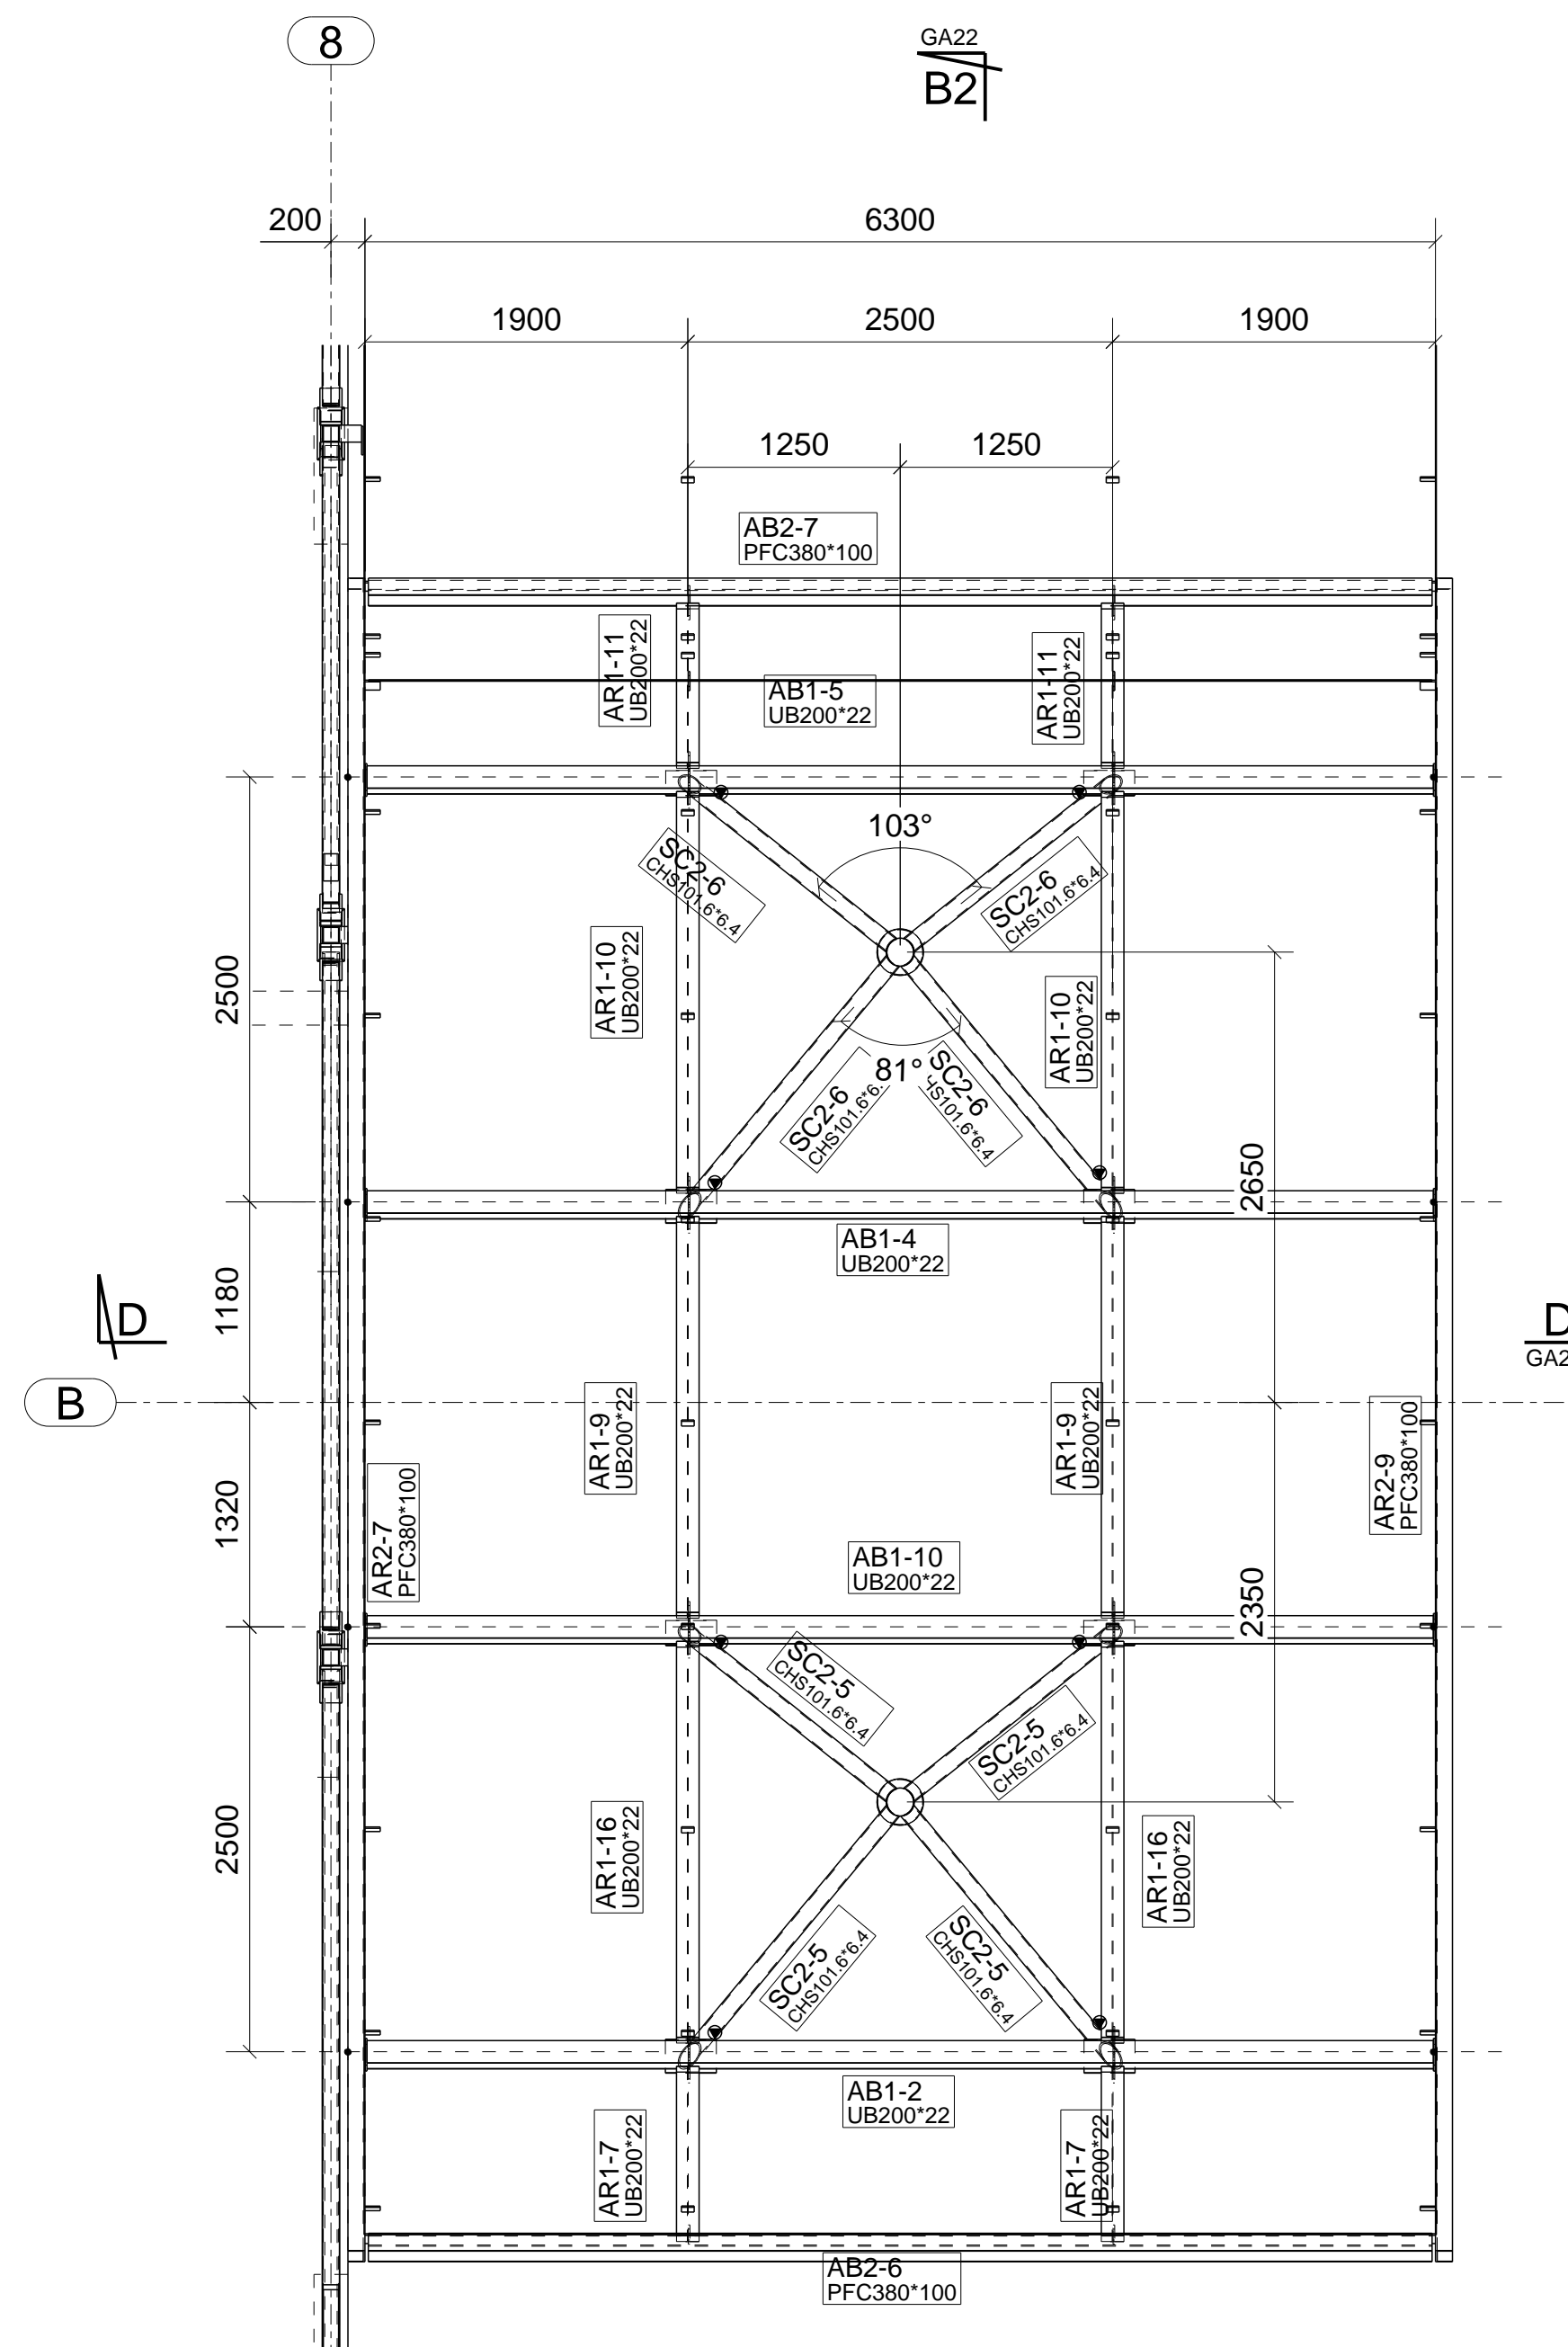 8
GA22
B2
200
6300
1900
2500
1900
1250
1250
AB2-7
PFC380*100
AR1-11
UB200*22
AR1-11
UB200*22
AB1-5
UB200*22
103°
SC2-6
CHS101.6*6.4
SC2-6
CHS101.6*6.4
AR1-10
UB200*22
AR1-10
UB200*22
2500
81°
SC2-6
CHS101.6*6.
SC2-6
HS101.6*6.4
2650
AB1-4
UB200*22
1180
D
D
B
AR1-9
UB200*22
AR1-9
UB200*22
AR2-9
PFC380*100
AR2-7
PFC380*100
1320
AB1-10
UB200*22
2350
SC2-5
CHS101.6*6.4
SC2-5
CHS101.6*6.4
2500
AR1-16
UB200*22
AR1-16
UB200*22
SC2-5
CHS101.6*6.4
SC2-5
CHS101.6*6.4
AB1-2
UB200*22
AR1-7
UB200*22
AR1-7
UB200*22
AB2-6
PFC380*100